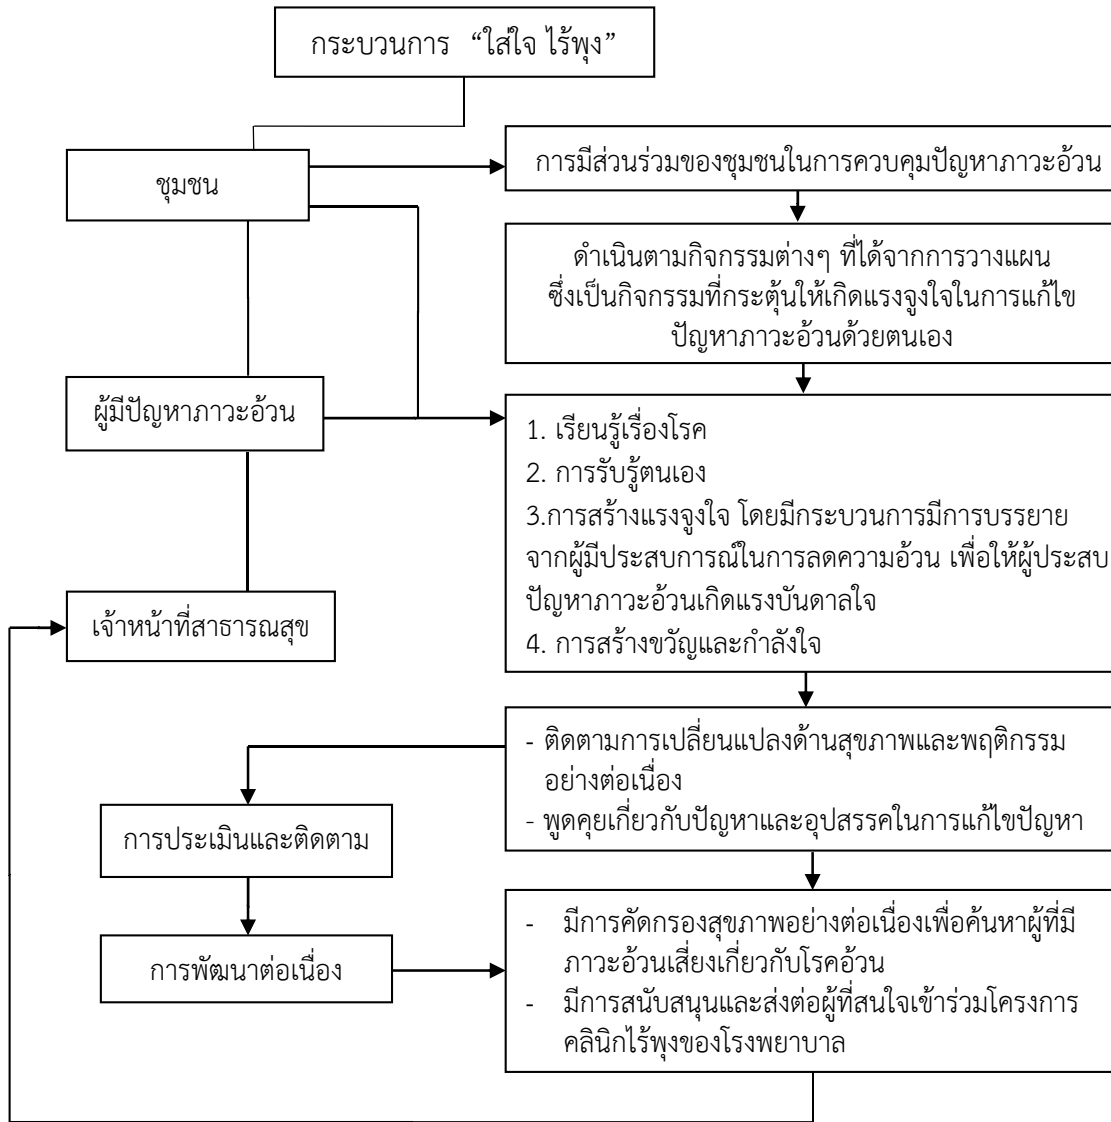 กระบวนการ “ใส่ใจ ไร้พุง”
ชุมชน
การมีส่วนร่วมของชุมชนในการควบคุมปัญหาภาวะอ้วน
ดำเนินตามกิจกรรมต่างๆ ที่ได้จากการวางแผน
ซึ่งเป็นกิจกรรมที่กระตุ้นให้เกิดแรงจูงใจในการแก้ไข
ปัญหาภาวะอ้วนด้วยตนเอง
ผู้มีปัญหาภาวะอ้วน
1. เรียนรู้เรื่องโรค
2. การรับรู้ตนเอง
3.การสร้างแรงจูงใจ โดยมีกระบวนการมีการบรรยาย
จากผู้มีประสบการณ์ในการลดความอ้วน เพื่อให้ผู้ประสบ
ปัญหาภาวะอ้วนเกิดแรงบันดาลใจ
4. การสร้างขวัญและกำลังใจ
เจ้าหน้าที่สาธารณสุข
- ติดตามการเปลี่ยนแปลงด้านสุขภาพและพฤติกรรม
อย่างต่อเนื่อง
- พูดคุยเกี่ยวกับปัญหาและอุปสรรคในการแก้ไขปัญหา
การประเมินและติดตาม
การพัฒนาต่อเนื่อง
- มีการคัดกรองสุขภาพอย่างต่อเนื่องเพื่อค้นหาผู้ที่มี
ภาวะอ้วนเสี่ยงเกี่ยวกับโรคอ้วน
- มีการสนับสนุนและส่งต่อผู้ที่สนใจเข้าร่วมโครงการ
คลินิกไร้พุงของโรงพยาบาล